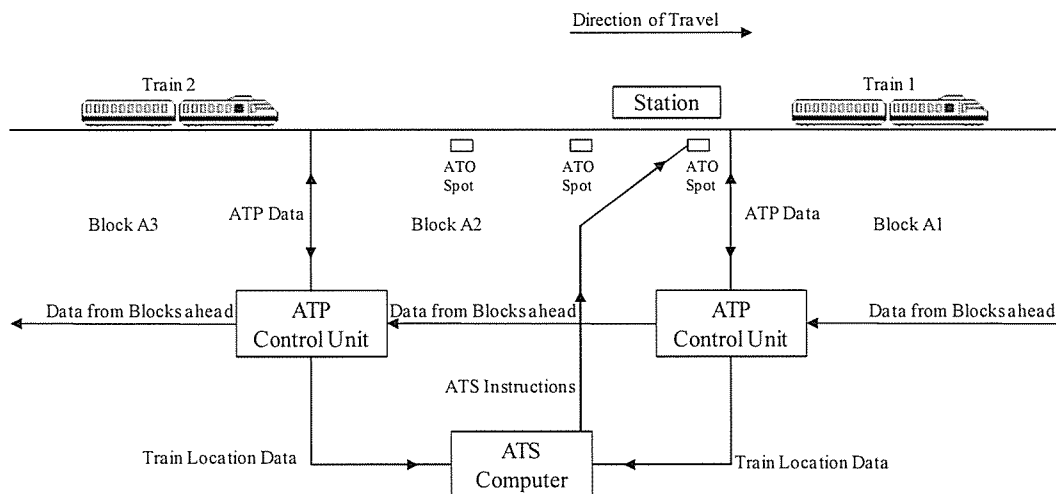 Direction of Travel
Train 2
Station
Train 1
ATO
Spot
ATO
Spot
ATO
Spot
Block A3
ATP Data
Block A2
ATP Data
Block A1
Data from Blocks ahead
ATP
Control Unit
Data from Blocks ahead
ATP
Control Unit
Data from Blocks ahead
ATS Instructions
Train Location Data
ATS
Computer
Train Location Data